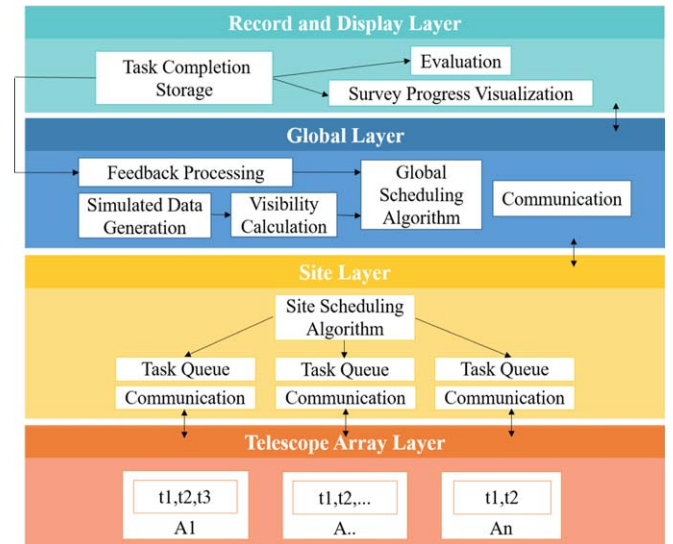 Record and Display Layer
Task Completion
Storage
Evaluation
Survey Progress Visualization
Global Layer
Feedback Processing
Global
Scheduling
Algorithm
Simulated Data
Generation
Visibility
Calculation
Communication
Site Layer
Site Scheduling
Algorithm
Task Queue
Task Queue
Task Queue
Communication
Communication
Communication
Telescope Array Layer
t1,t2,t3
t1,t2,...
t1,t2
A1
A..
An